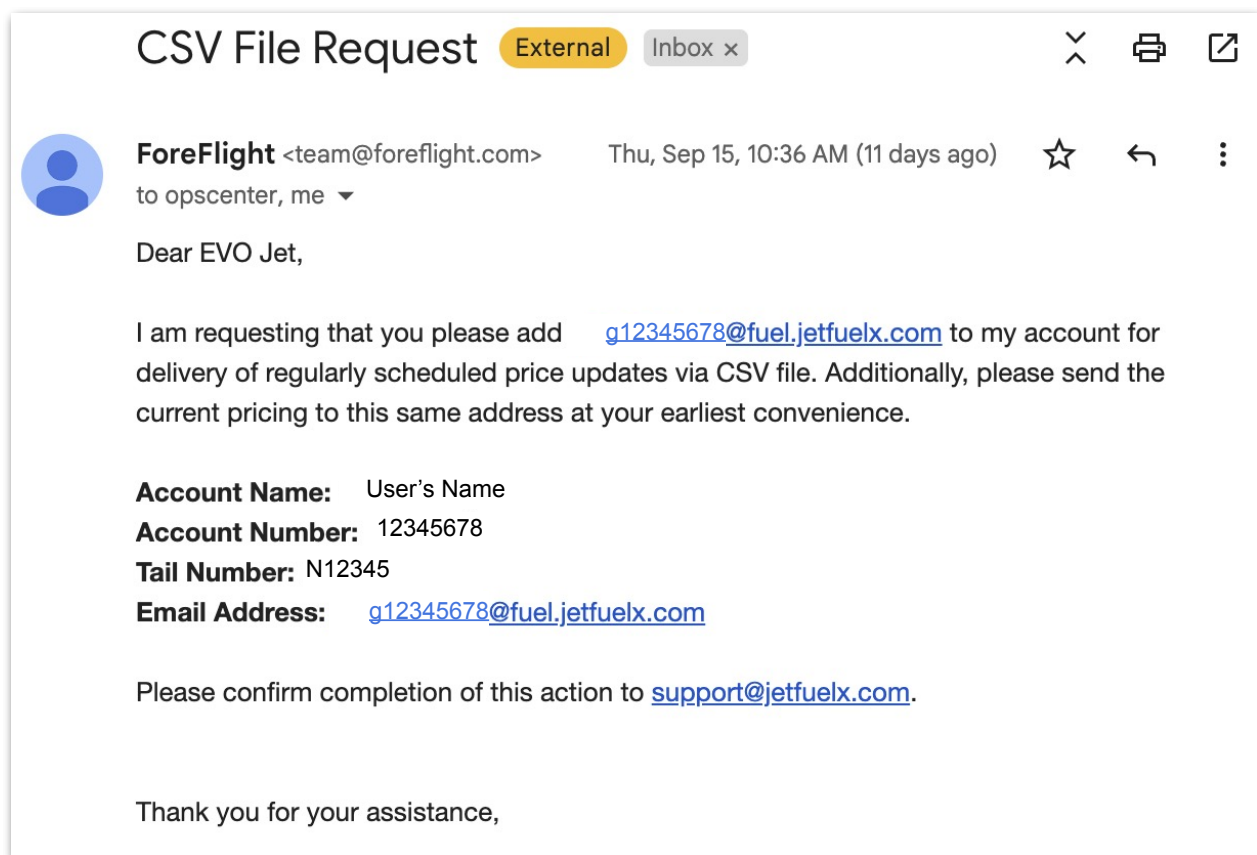 CSV File Request External Inbox ×
ForeFlight <team@foreflight.com> Thu, Sep 15, 10:36 AM (11 days ago)
to opscenter, me
Dear EVO Jet,
I am requesting that you please add g12345678@fuel.jetfuelx.com to my account for
delivery of regularly scheduled price updates via CSV file. Additionally, please send the
current pricing to this same address at your earliest convenience.
Account Name: User’s Name
Account Number: 12345678
Tail Number: N12345
Email Address: g12345678@fuel.jetfuelx.com
Please confirm completion of this action to support@jetfuelx.com.
Thank you for your assistance,